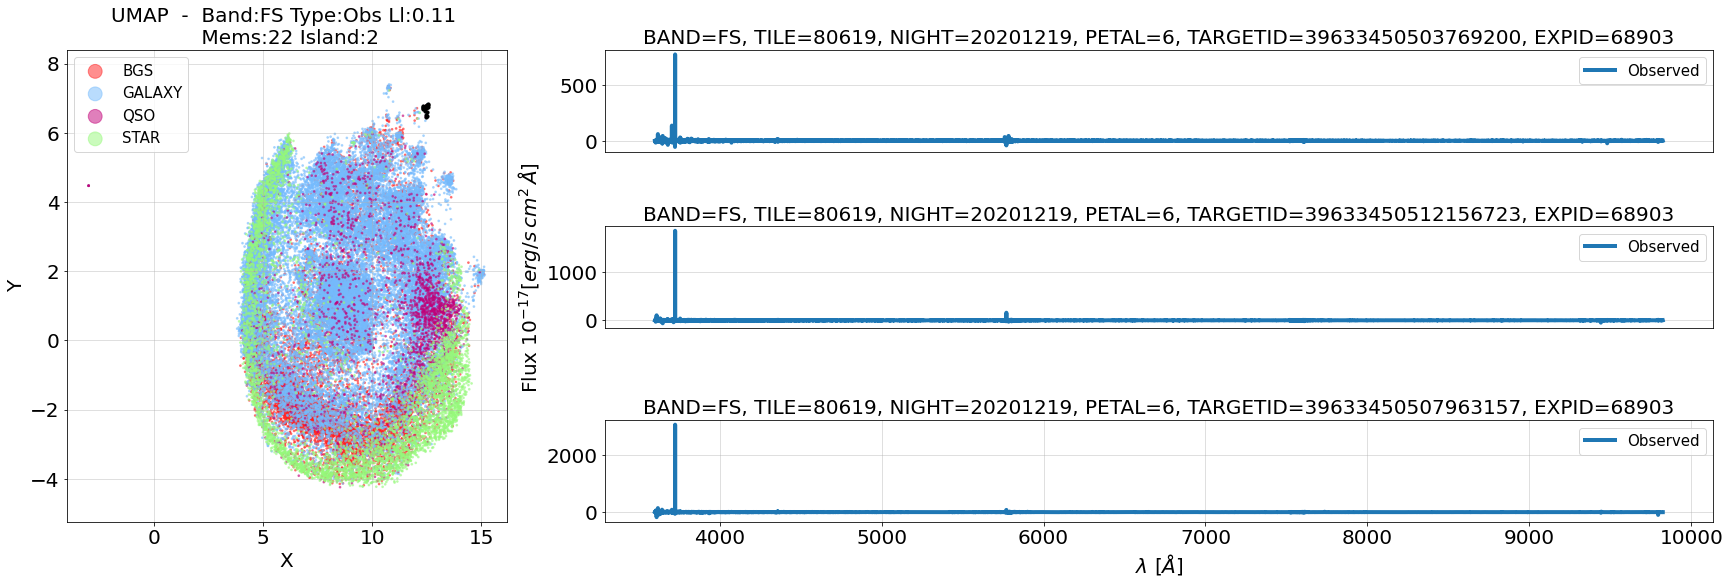 UMAP - Band:FS Type:Obs Ll:0.11
Mems:22 Island:2
BGS
GALAXY
QSO
STAR
8
6
4
2
0
−2
−4
Y
0
5
10
15
X
Flux 10⁻¹⁷[erg/s cm² Å]
BAND=FS, TILE=80619, NIGHT=20201219, PETAL=6, TARGETID=39633450503769200, EXPID=68903
Observed
500
0
BAND=FS, TILE=80619, NIGHT=20201219, PETAL=6, TARGETID=39633450512156723, EXPID=68903
Observed
1000
0
BAND=FS, TILE=80619, NIGHT=20201219, PETAL=6, TARGETID=39633450507963157, EXPID=68903
Observed
2000
0
4000
5000
6000
7000
8000
9000
10000
λ [Å]